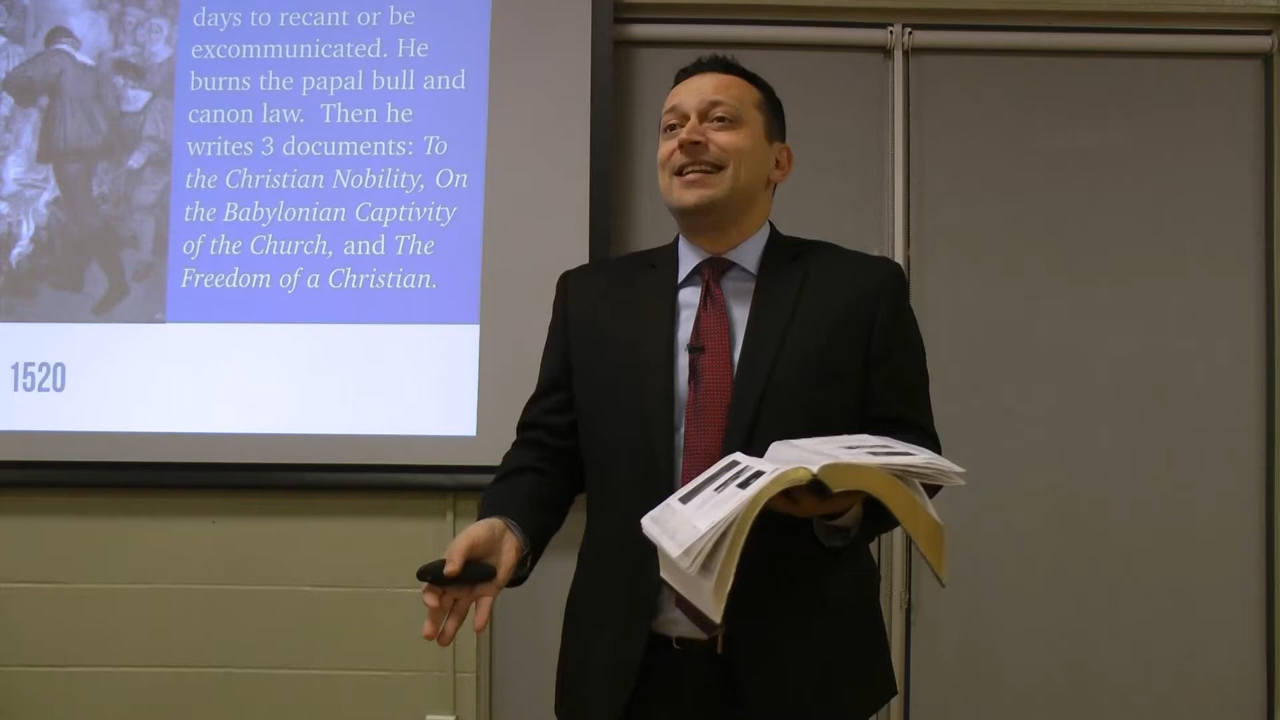 days to recant or be
excommunicated. He
burns the papal bull and
canon law. Then he
writes 3 documents: To
the Christian Nobility, On
the Babylonian Captivity
of the Church, and The
Freedom of a Christian.
1520